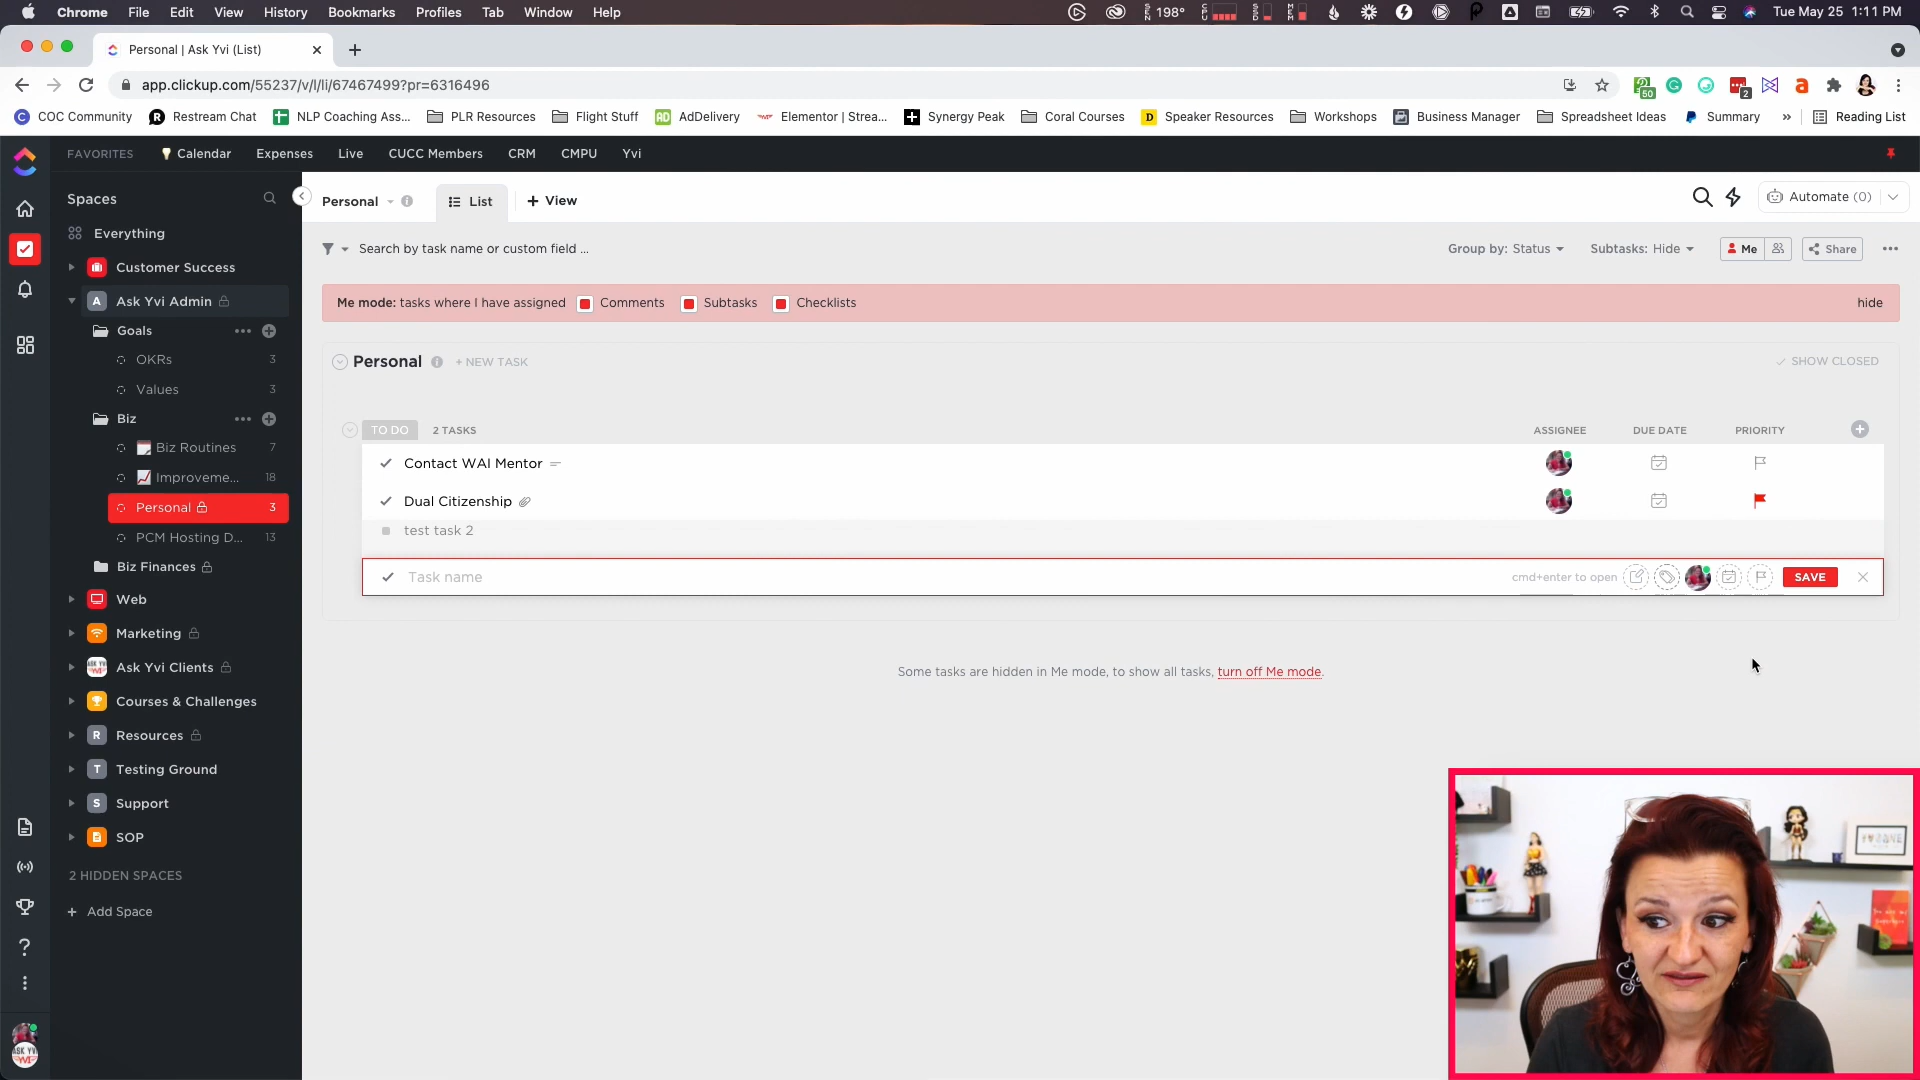 Chrome File Edit View History Bookmarks Profiles Tab Window Help 198° Tue May 25 1:11 PM
Personal | Ask Yvi (List)
app.clickup.com/55237/v/l/li/67467499?pr=6316496
COC Community Restream Chat NLP Coaching Ass... PLR Resources Flight Stuff AdDelivery Elementor | Strea... Synergy Peak Coral Courses Speaker Resources Workshops Business Manager Spreadsheet Ideas Summary » Reading List
FAVORITES Calendar Expenses Live CUCC Members CRM CMPU Yvi
Spaces
Everything
Customer Success
Ask Yvi Admin
Goals
OKRs 3
Values 3
Biz
Biz Routines 7
Improveme... 18
Personal 3
PCM Hosting D... 13
Biz Finances
Web
Marketing
Ask Yvi Clients
Courses & Challenges
Resources
Testing Ground
Support
SOP
2 HIDDEN SPACES
+ Add Space
Personal List + View Automate (0)
Search by task name or custom field ... Group by: Status Subtasks: Hide Me Share
Me mode: tasks where I have assigned Comments Subtasks Checklists hide
Personal + NEW TASK SHOW CLOSED
TO DO 2 TASKS ASSIGNEE DUE DATE PRIORITY
Contact WAI Mentor
Dual Citizenship
test task 2
Task name cmd+enter to open SAVE
Some tasks are hidden in Me mode, to show all tasks, turn off Me mode.